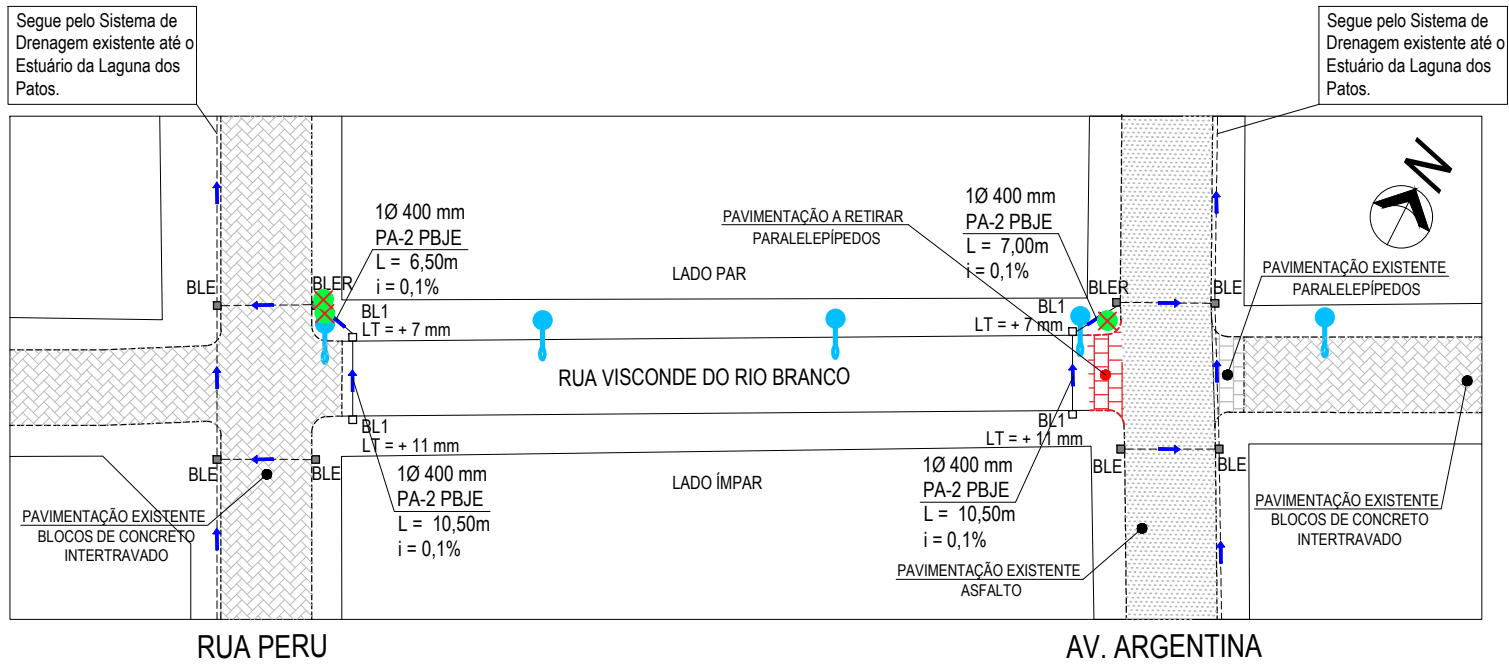 Segue pelo Sistema de
Drenagem existente até o
Estuário da Laguna dos
Patos.
Segue pelo Sistema de
Drenagem existente até o
Estuário da Laguna dos
Patos.
N
1Ø 400 mm
PA-2 PBJE
L = 6,50m
i = 0,1%
PAVIMENTAÇÃO A RETIRAR
PARALELEPÍPEDOS
1Ø 400 mm
PA-2 PBJE
L = 7,00m
i = 0,1%
LADO PAR
PAVIMENTAÇÃO EXISTENTE
PARALELEPÍPEDOS
BLE
BLER
BL1
LT = + 7 mm
BLER
BL1
LT = + 7 mm
BLE
RUA VISCONDE DO RIO BRANCO
BL1
LT = + 11 mm
BL1
LT = + 11 mm
BLE
BLE
BLE
BLE
LADO ÍMPAR
1Ø 400 mm
PA-2 PBJE
L = 10,50m
i = 0,1%
1Ø 400 mm
PA-2 PBJE
L = 10,50m
i = 0,1%
PAVIMENTAÇÃO EXISTENTE
BLOCOS DE CONCRETO
INTERTRAVADO
PAVIMENTAÇÃO EXISTENTE
BLOCOS DE CONCRETO
INTERTRAVADO
PAVIMENTAÇÃO EXISTENTE
ASFALTO
RUA PERU
AV. ARGENTINA